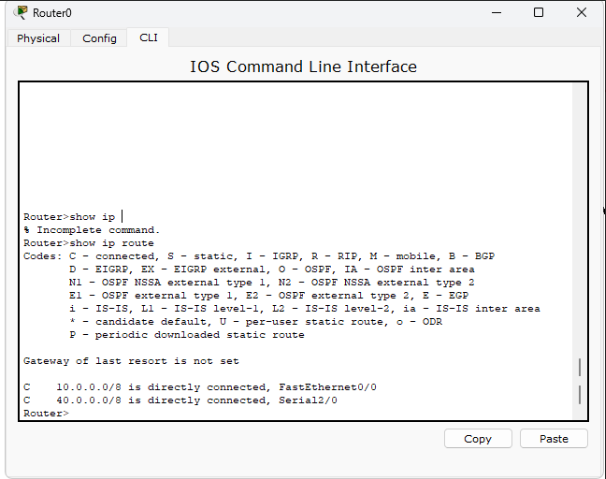 Router0
Physical Config CLI
IOS Command Line Interface
Router>show ip
% Incomplete command.
Router>show ip route
Codes: C - connected, S - static, I - IGRP, R - RIP, M - mobile, B - BGP
D - EIGRP, EX - EIGRP external, O - OSPF, IA - OSPF inter area
N1 - OSPF NSSA external type 1, N2 - OSPF NSSA external type 2
E1 - OSPF external type 1, E2 - OSPF external type 2, E - EGP
i - IS-IS, L1 - IS-IS level-1, L2 - IS-IS level-2, ia - IS-IS inter area
* - candidate default, U - per-user static route, o - ODR
P - periodic downloaded static route
Gateway of last resort is not set
C 10.0.0.0/8 is directly connected, FastEthernet0/0
C 40.0.0.0/8 is directly connected, Serial2/0
Router>
Copy Paste